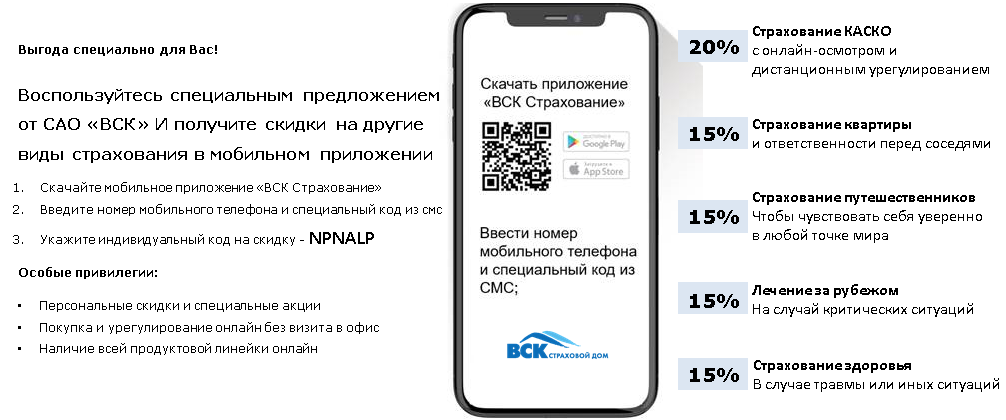 Выгода специально для Вас!
Воспользуйтесь специальным предложением
от САО «ВСК» И получите скидки на другие
виды страхования в мобильном приложении
1. Скачайте мобильное приложение «ВСК Страхование»
2. Введите номер мобильного телефона и специальный код из смс
3. Укажите индивидуальный код на скидку - NPNALP
Особые привилегии:
• Персональные скидки и специальные акции
• Покупка и урегулирование онлайн без визита в офис
• Наличие всей продуктовой линейки онлайн
Скачать приложение
«ВСК Страхование»
ДОСТУПНО В
Google Play
Загрузите в
App Store
Ввести номер
мобильного телефона
и специальный код из
СМС;
ВСК СТРАХОВОЙ ДОМ
20% Страхование КАСКО
с онлайн-осмотром и
дистанционным урегулированием
15% Страхование квартиры
и ответственности перед соседями
15% Страхование путешественников
Чтобы чувствовать себя уверенно
в любой точке мира
15% Лечение за рубежом
На случай критических ситуаций
15% Страхование здоровья
В случае травмы или иных ситуаций